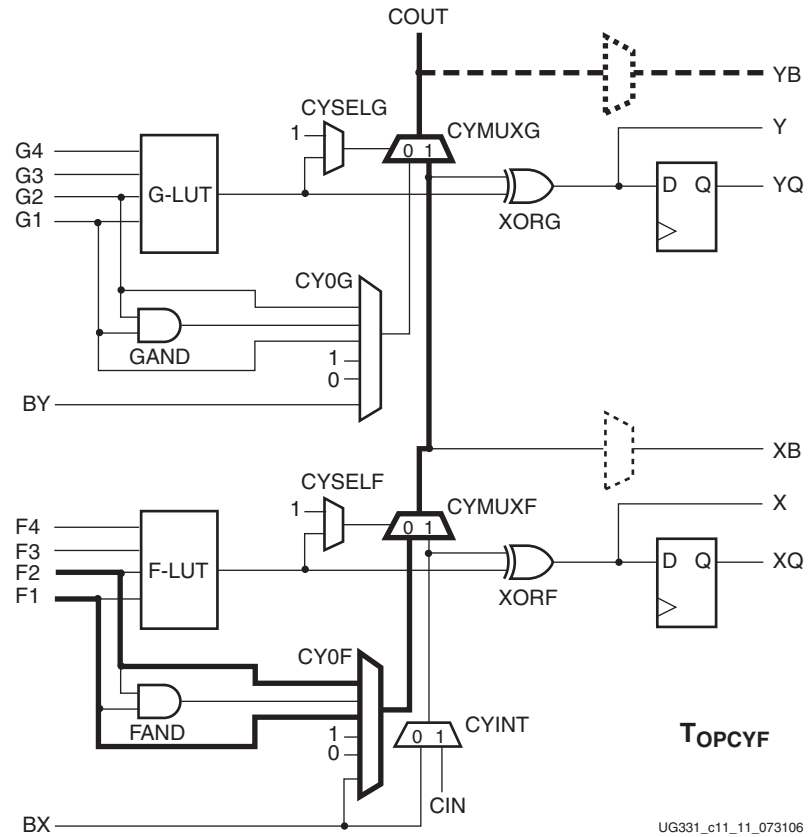 COUT
YB
CYSELG
1
CYMUXG
0 1
Y
G4
G3
G2
G1
G-LUT
D Q
YQ
XORG
CY0G
GAND
1
0
BY
XB
CYSELF
1
CYMUXF
0 1
X
F4
F3
F2
F1
F-LUT
D Q
XQ
XORF
CY0F
FAND
1
0
CYINT
0 1
TOPCYF
CIN
BX
UG331_c11_11_073106